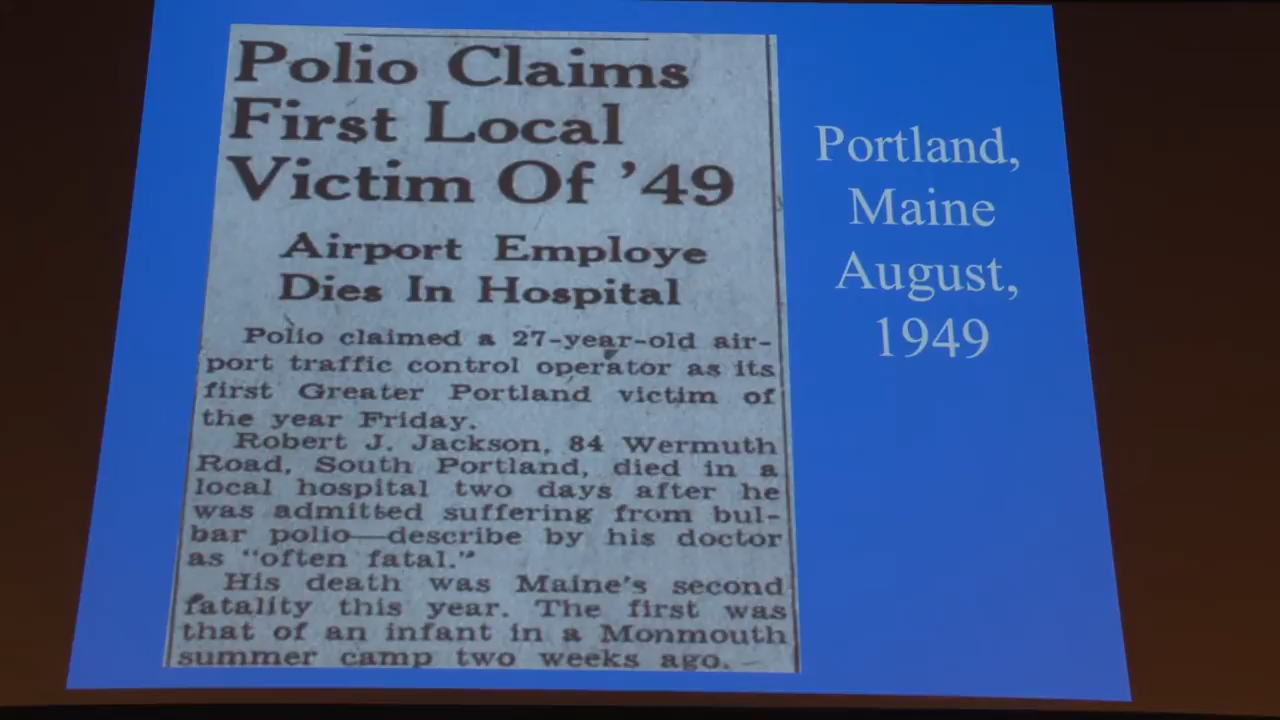 Polio Claims
First Local
Victim Of '49
Airport Employe
Dies In Hospital
Polio claimed a 27-year-old air-
port traffic control operator as its
first Greater Portland victim of
the year Friday.
Robert J. Jackson, 84 Wermuth
Road, South Portland, died in a
local hospital two days after he
was admitted suffering from bul-
bar polio—describe by his doctor
as "often fatal."
His death was Maine's second
fatality this year. The first was
that of an infant in a Monmouth
summer camp two weeks ago.
Portland,
Maine
August,
1949